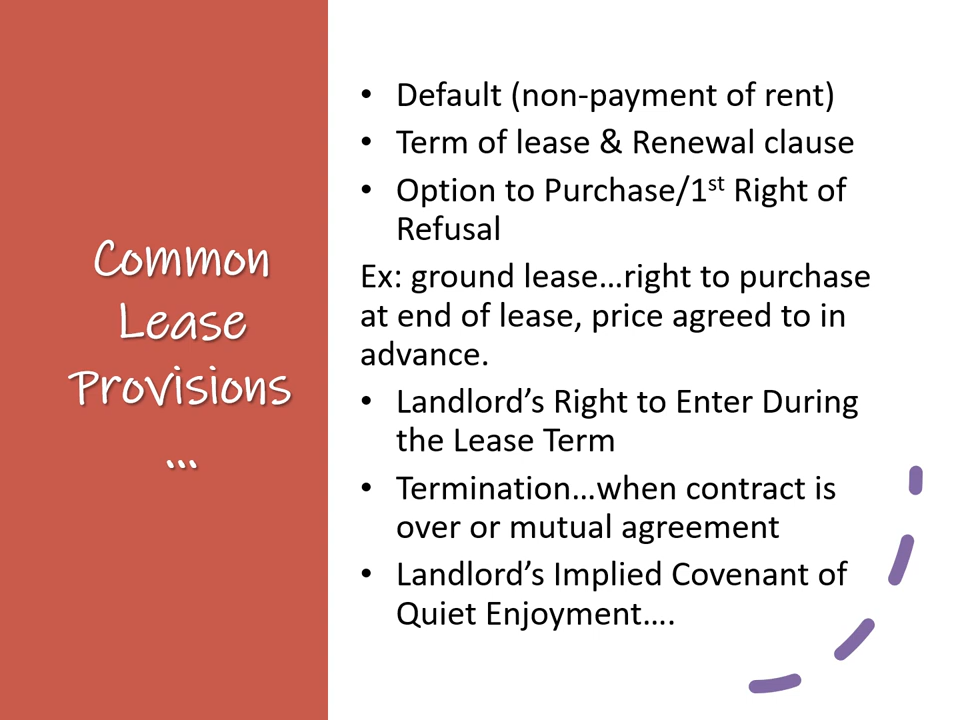 Common
Lease
Provisions
...
• Default (non-payment of rent)
• Term of lease & Renewal clause
• Option to Purchase/1st Right of
Refusal
Ex: ground lease…right to purchase
at end of lease, price agreed to in
advance.
• Landlord’s Right to Enter During
the Lease Term
• Termination…when contract is
over or mutual agreement
• Landlord’s Implied Covenant of
Quiet Enjoyment….